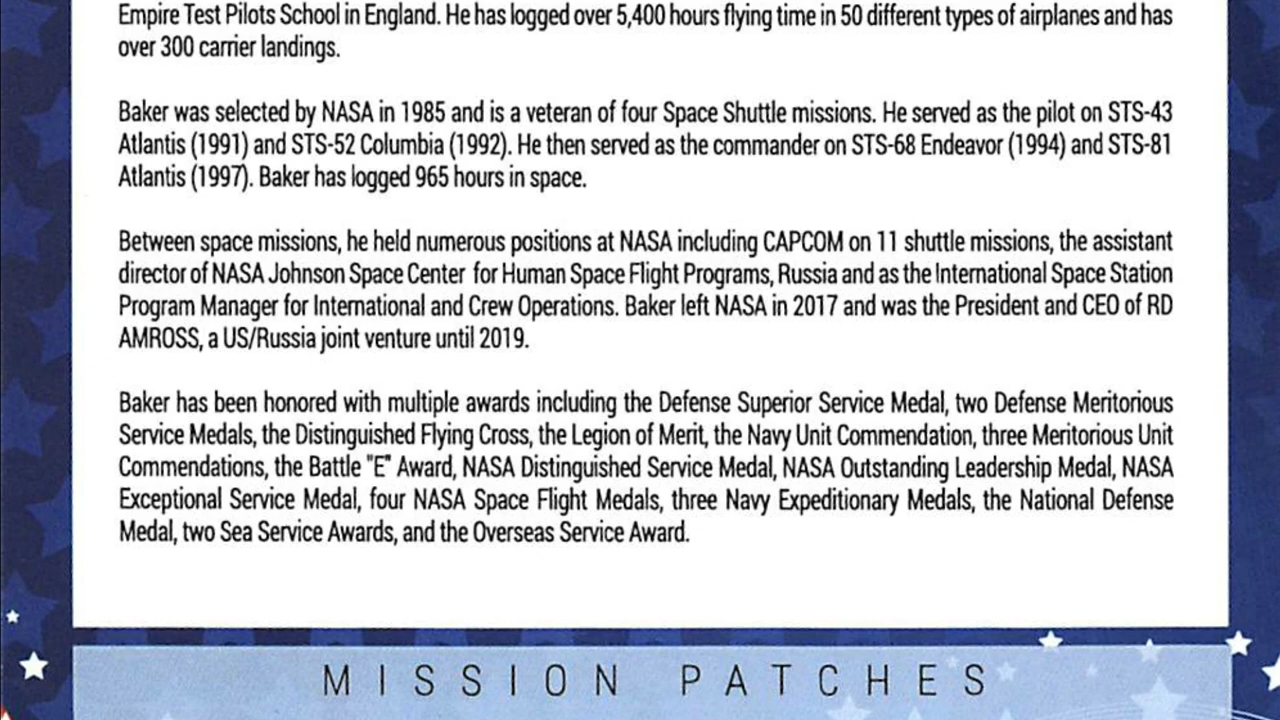 Empire Test Pilots School in England. He has logged over 5,400 hours flying time in 50 different types of airplanes and has
over 300 carrier landings.
Baker was selected by NASA in 1985 and is a veteran of four Space Shuttle missions. He served as the pilot on STS-43
Atlantis (1991) and STS-52 Columbia (1992). He then served as the commander on STS-68 Endeavor (1994) and STS-81
Atlantis (1997). Baker has logged 965 hours in space.
Between space missions, he held numerous positions at NASA including CAPCOM on 11 shuttle missions, the assistant
director of NASA Johnson Space Center for Human Space Flight Programs, Russia and as the International Space Station
Program Manager for International and Crew Operations. Baker left NASA in 2017 and was the President and CEO of RD
AMROSS, a US/Russia joint venture until 2019.
Baker has been honored with multiple awards including the Defense Superior Service Medal, two Defense Meritorious
Service Medals, the Distinguished Flying Cross, the Legion of Merit, the Navy Unit Commendation, three Meritorious Unit
Commendations, the Battle "E" Award, NASA Distinguished Service Medal, NASA Outstanding Leadership Medal, NASA
Exceptional Service Medal, four NASA Space Flight Medals, three Navy Expeditionary Medals, the National Defense
Medal, two Sea Service Awards, and the Overseas Service Award.
MISSION PATCHES